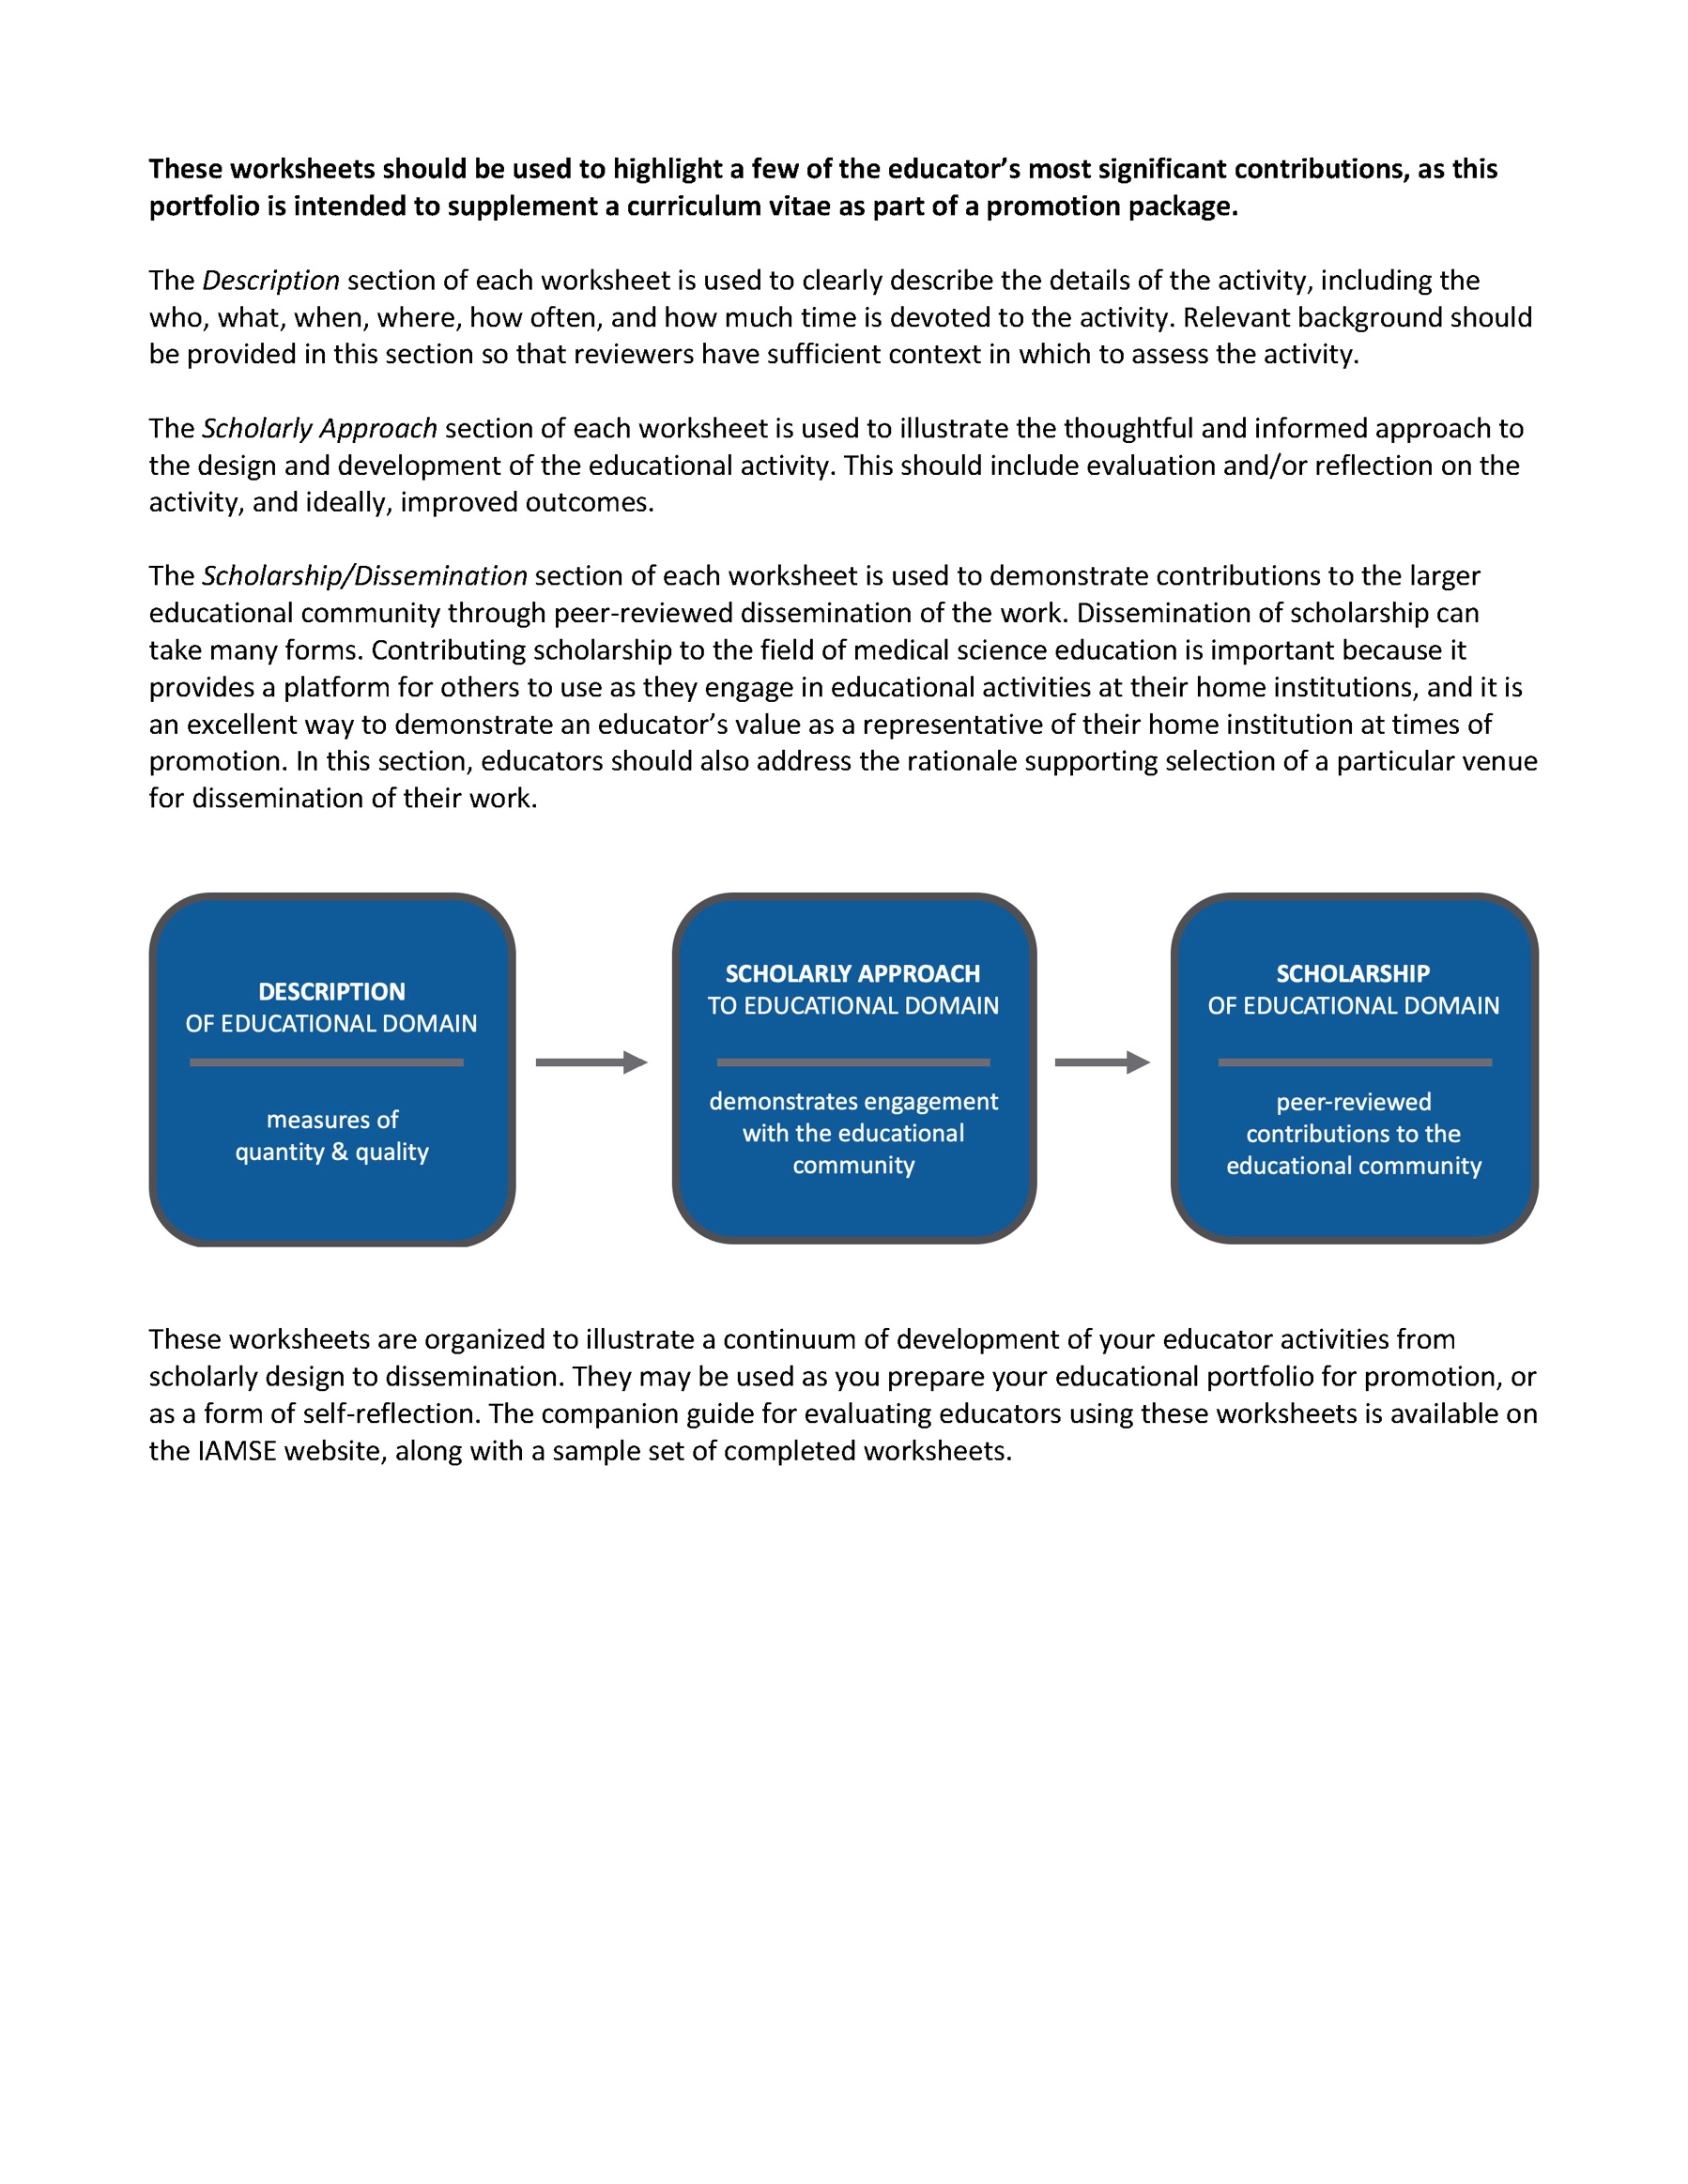 These worksheets should be used to highlight a few of the educator’s most significant contributions, as this
portfolio is intended to supplement a curriculum vitae as part of a promotion package.
The Description section of each worksheet is used to clearly describe the details of the activity, including the
who, what, when, where, how often, and how much time is devoted to the activity. Relevant background should
be provided in this section so that reviewers have sufficient context in which to assess the activity.
The Scholarly Approach section of each worksheet is used to illustrate the thoughtful and informed approach to
the design and development of the educational activity. This should include evaluation and/or reflection on the
activity, and ideally, improved outcomes.
The Scholarship/Dissemination section of each worksheet is used to demonstrate contributions to the larger
educational community through peer-reviewed dissemination of the work. Dissemination of scholarship can
take many forms. Contributing scholarship to the field of medical science education is important because it
provides a platform for others to use as they engage in educational activities at their home institutions, and it is
an excellent way to demonstrate an educator’s value as a representative of their home institution at times of
promotion. In this section, educators should also address the rationale supporting selection of a particular venue
for dissemination of their work.
DESCRIPTION
OF EDUCATIONAL DOMAIN
measures of
quantity & quality
SCHOLARLY APPROACH
TO EDUCATIONAL DOMAIN
demonstrates engagement
with the educational
community
SCHOLARSHIP
OF EDUCATIONAL DOMAIN
peer-reviewed
contributions to the
educational community
These worksheets are organized to illustrate a continuum of development of your educator activities from
scholarly design to dissemination. They may be used as you prepare your educational portfolio for promotion, or
as a form of self-reflection. The companion guide for evaluating educators using these worksheets is available on
the IAMSE website, along with a sample set of completed worksheets.